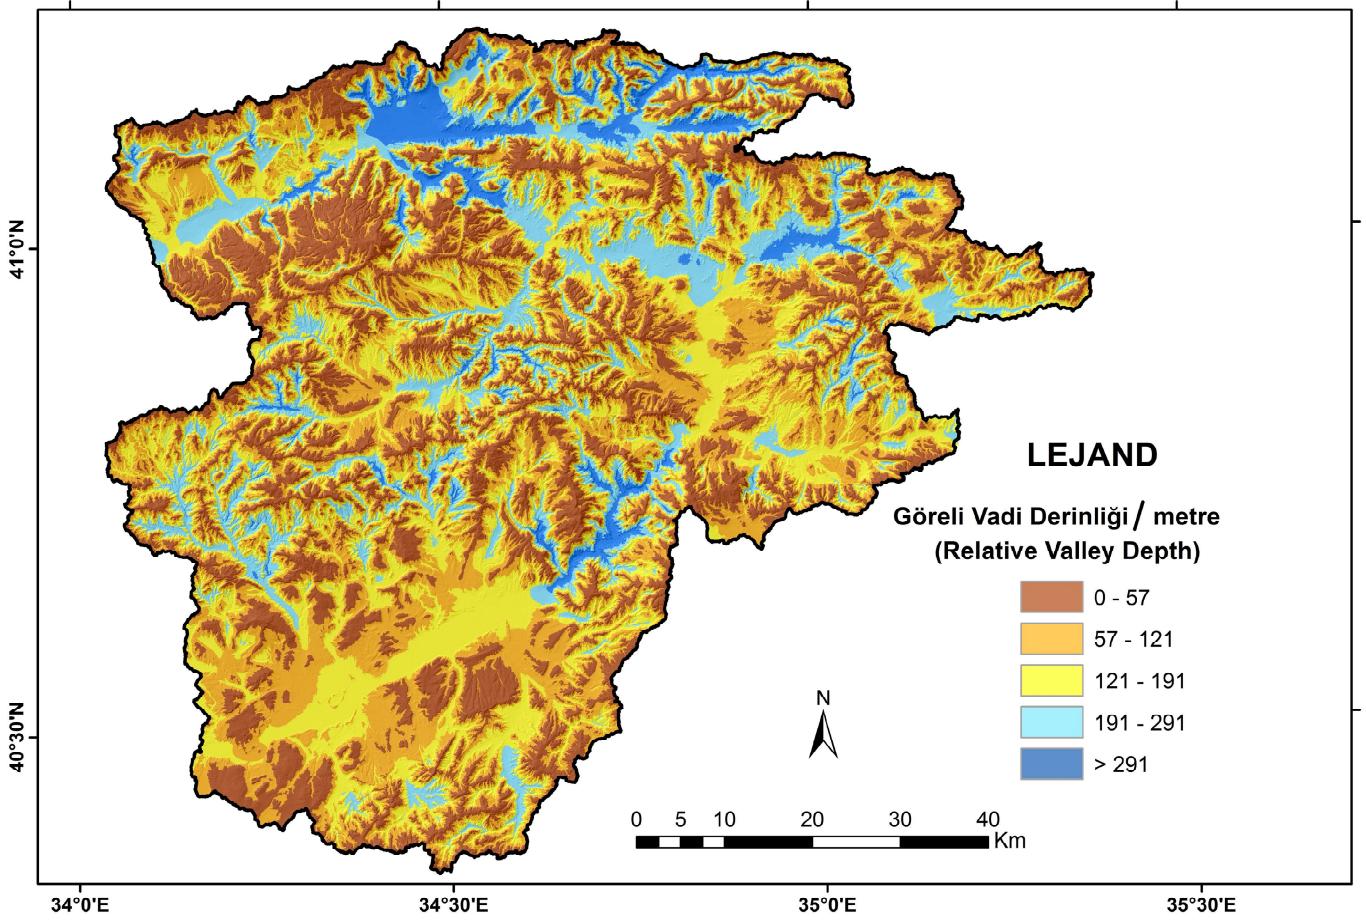 41°0'N
40°30'N
LEJAND
Göreli Vadi Derinliği / metre
(Relative Valley Depth)
0 - 57
57 - 121
121 - 191
191 - 291
> 291
N
0 5 10 20 30 40
Km
34°0'E 34°30'E 35°0'E 35°30'E